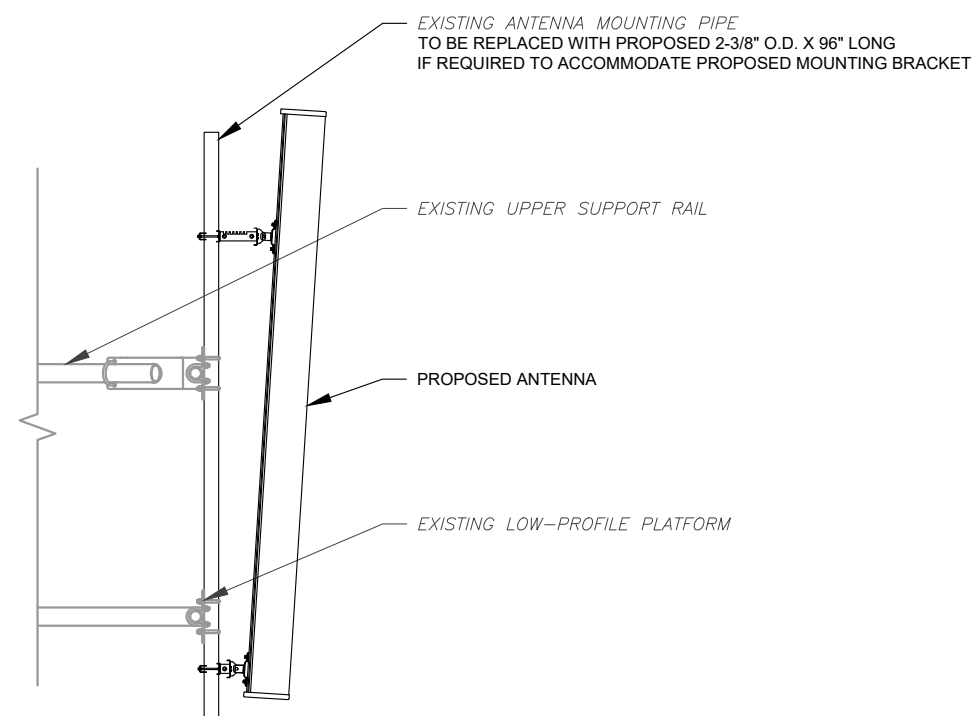 EXISTING ANTENNA MOUNTING PIPE
TO BE REPLACED WITH PROPOSED 2-3/8" O.D. X 96" LONG
IF REQUIRED TO ACCOMMODATE PROPOSED MOUNTING BRACKET
EXISTING UPPER SUPPORT RAIL
PROPOSED ANTENNA
EXISTING LOW-PROFILE PLATFORM